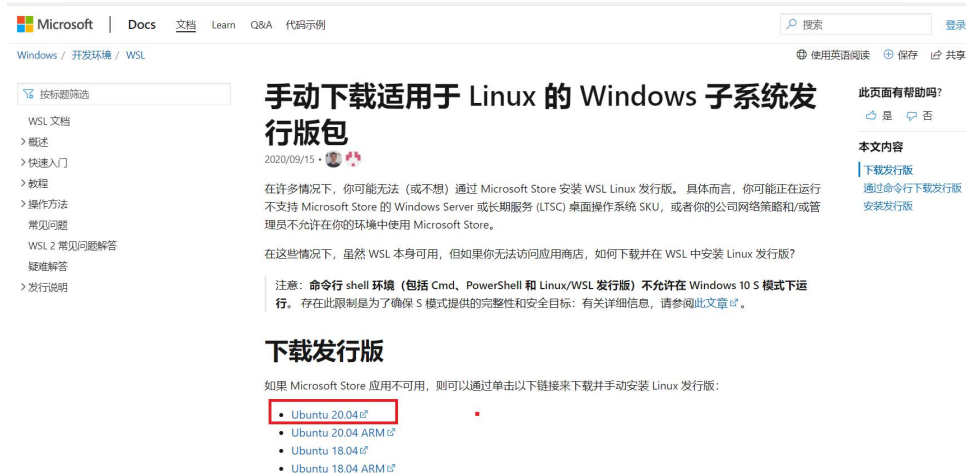 Microsoft Docs 文档 Learn Q&A 代码示例 搜索 登录
Windows / 开发环境 / WSL 使用英语阅读 保存 共享
按标题筛选
WSL 文档
概述
快速入门
教程
操作方法
常见问题
WSL 2 常见问题解答
疑难解答
发行说明
手动下载适用于 Linux 的 Windows 子系统发
行版包
2020/09/15 •
在许多情况下，你可能无法（或不想）通过 Microsoft Store 安装 WSL Linux 发行版。 具体而言，你可能正在运行
不支持 Microsoft Store 的 Windows Server 或长期服务 (LTSC) 桌面操作系统 SKU，或者你的公司网络策略和/或管
理员不允许在你的环境中使用 Microsoft Store。
在这些情况下，虽然 WSL 本身可用，但如果你无法访问应用商店，如何下载并在 WSL 中安装 Linux 发行版？
注意：命令行 shell 环境（包括 Cmd、PowerShell 和 Linux/WSL 发行版）不允许在 Windows 10 S 模式下运
行。 存在此限制是为了确保 S 模式提供的完整性和安全目标：有关详细信息，请参阅此文章。
下载发行版
如果 Microsoft Store 应用不可用，则可以通过单击以下链接来下载并手动安装 Linux 发行版：
• Ubuntu 20.04
• Ubuntu 20.04 ARM
• Ubuntu 18.04
• Ubuntu 18.04 ARM
此页面有帮助吗?
是 否
本文内容
下载发行版
通过命令行下载发行版
安装发行版